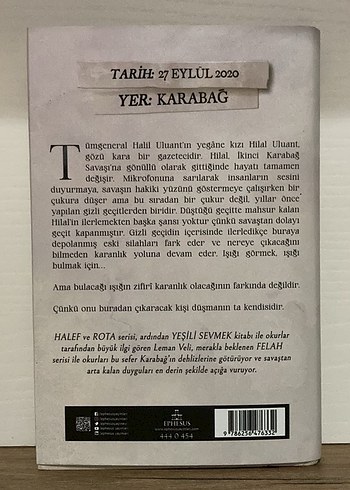 TARİH: 27 EYLÜL 2020
YER: KARABAĞ
Tümgeneral Halil Uluant'ın yegâne kızı Hilal Uluant,
gözü kara bir gazetecidir. Hilal, İkinci Karabağ
Savaşı'na gönüllü olarak gittiğinde hayatı tamamen
değişir. Mikrofonuna sarılarak insanların sesini
duyurmaya, savaşın hakiki yüzünü göstermeye çalışırken bir
çukura düşer ama bu sıradan bir çukur değil, yıllar önce
yapılan gizli geçitlerden biridir. Düştüğü geçitte mahsur kalan
Hilal'in ilerlemekten başka şansı yoktur çünkü savaştan dolayı
geçit kapanmıştır. Gizli geçidin içerisinde ilerledikçe buraya
depolanmış eski silahları fark eder ve nereye çıkacağını
bilmeden karanlık yoluna devam eder. Işığı görmek, ışığı
bulmak için...
Ama bulacağı ışığın zifirî karanlık olacağının farkında değildir.
Çünkü onu buradan çıkaracak kişi düşmanın ta kendisidir.
HALEF ve ROTA serisi, ardından YEŞİLİ SEVMEK kitabı ile okurlar
tarafından büyük ilgi gören Leman Veli, merakla beklenen FELAH
serisi ile okurları bu sefer Karabağ'ın dehlizlerine götürüyor ve savaştan
arta kalan duyguları en derin şekilde açığa vuruyor.
EPHESUS
444 0 454
9 786256 476332